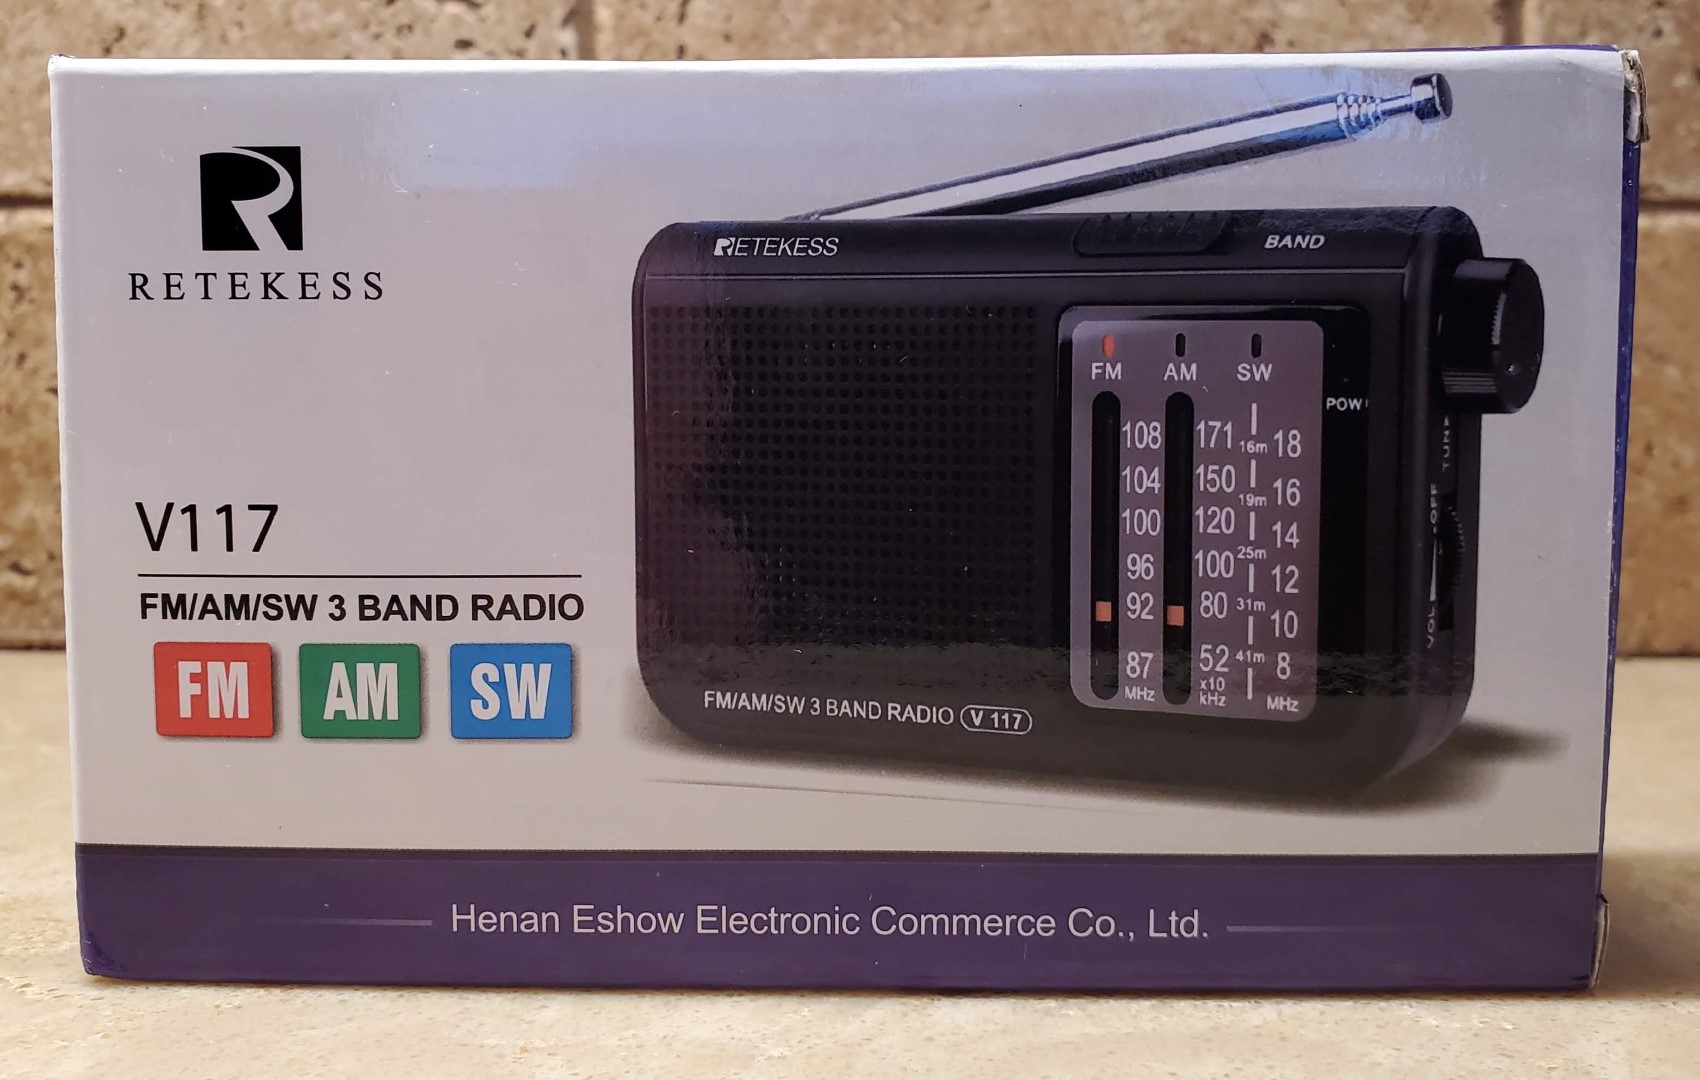 RETEKESS
V117
FM/AM/SW 3 BAND RADIO
FM AM SW
RETEKESS
BAND
FM AM SW
108 171 16m 18
104 150 19m 16
100 120 25m 14
96 100 12
92 80 31m 10
87 52 41m 8
MHz x10 kHz MHz
POW
TUN
VOL -OFF
FM/AM/SW 3 BAND RADIO V 117
Henan Eshow Electronic Commerce Co., Ltd.